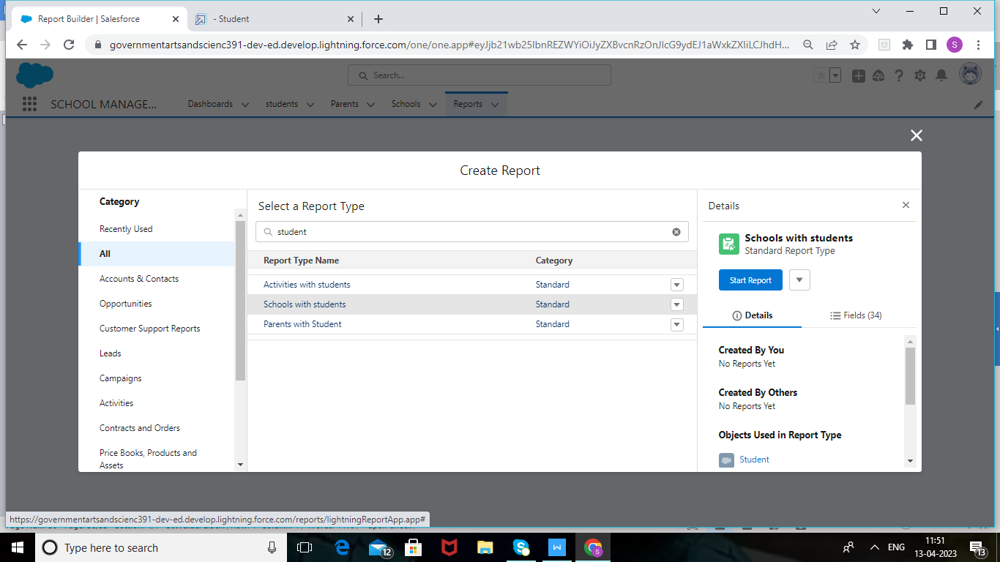 Report Builder | Salesforce
- Student
governmentartsandscienc391-dev-ed.develop.lightning.force.com/one/one.app#eyJjb21wb25lbnREZWYiOiJyZXBvcnRzOnJlcG9ydEJ1aWxkZXIiLCJhdH...
S
Search...
SCHOOL MANAGE...
Dashboards
students
Parents
Schools
Reports
Create Report
Category
Recently Used
All
Accounts & Contacts
Opportunities
Customer Support Reports
Leads
Campaigns
Activities
Contracts and Orders
Price Books, Products and
Assets
Select a Report Type
student
Report Type Name Category
Activities with students Standard
Schools with students Standard
Parents with Student Standard
Details
Schools with students
Standard Report Type
Start Report
Details
Fields (34)
Created By You
No Reports Yet
Created By Others
No Reports Yet
Objects Used in Report Type
Student
https://governmentartsandscienc391-dev-ed.develop.lightning.force.com/reports/lightningReportApp.app#
Type here to search
12
S
ENG
11:51
13-04-2023
13